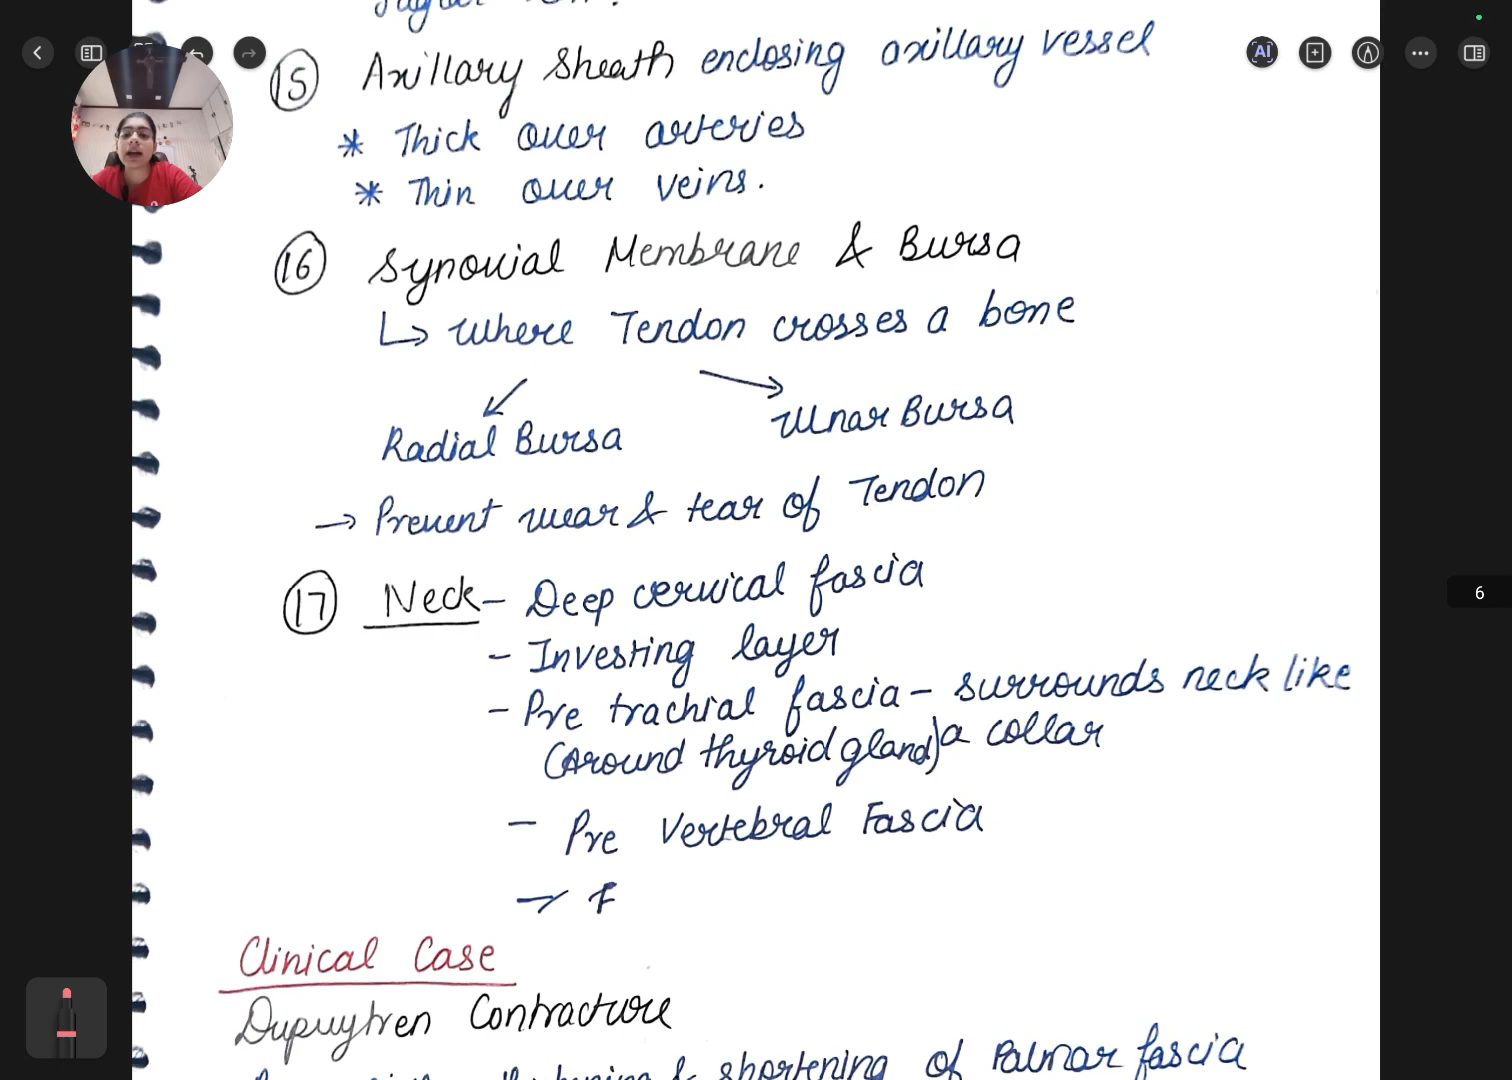 AI
15 Axillary Sheath enclosing axillary vessel
* Thick over arteries
* Thin over veins.
16 Synovial Membrane & Bursa
↳ where Tendon crosses a bone
Radial Bursa
Ulnar Bursa
→ Prevent wear & tear of Tendon
17 Neck - Deep cervical fascia
- Investing layer
- Pre trachial fascia - surrounds neck like
(Around thyroid gland) a collar
- Pre Vertebral Fascia
→ F
6
Clinical Case
Dupuytren Contracture
& shortening of Palmar fascia